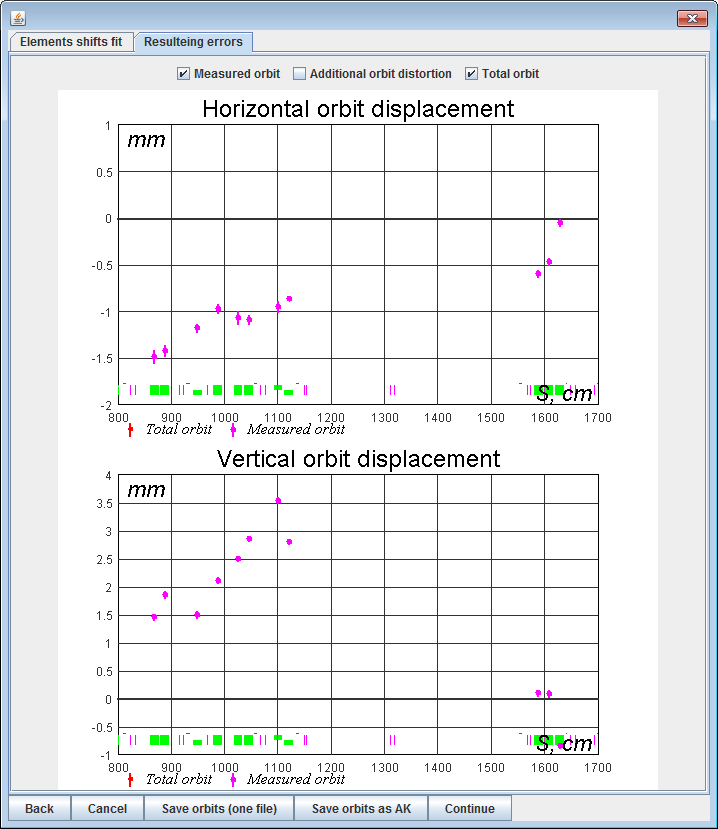 Elements shifts fit Resulteing errors
Measured orbit Additional orbit distortion Total orbit
Horizontal orbit displacement
1
mm
0.5
0
-0.5
-1
-1.5
S, cm
-2
800 900 1000 1100 1200 1300 1400 1500 1600 1700
Total orbit Measured orbit
Vertical orbit displacement
4
mm
3.5
3
2.5
2
1.5
1
0.5
0
-0.5
S, cm
-1
800 900 1000 1100 1200 1300 1400 1500 1600 1700
Total orbit Measured orbit
Back Cancel Save orbits (one file) Save orbits as AK Continue